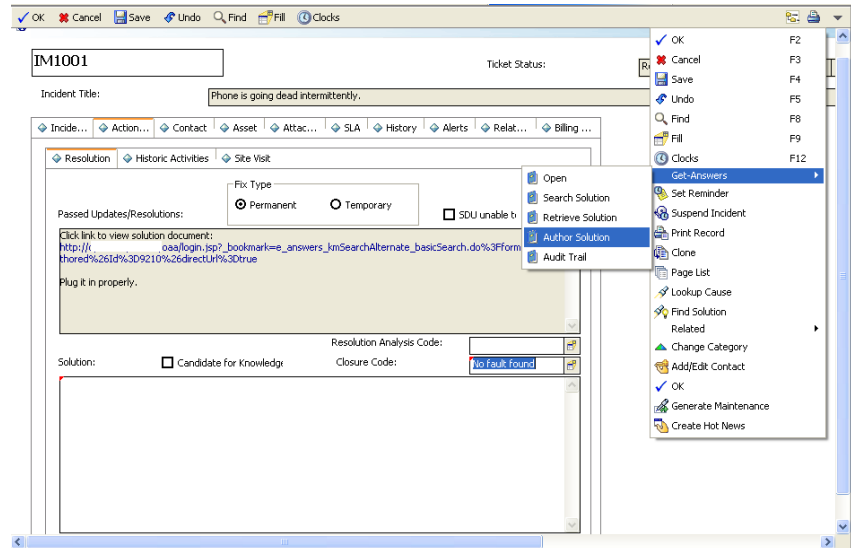 OK Cancel Save Undo Find Fill Clocks
IM1001
Ticket Status:
Incident Title:
Phone is going dead intermittently.
Incide... Action... Contact Asset Attac... SLA History Alerts Relat... Billing ...
Resolution Historic Activities Site Visit
Fix Type
Permanent Temporary
Passed Updates/Resolutions:
SDU unable
Click link to view solution document:
http:// oaa/login.jsp?_bookmark=e_answers_kmSearchAlternate_basicSearch.do%3Fform
thored%26Id%3D9210%26directUrl%3Dtrue
Plug it in properly.
Resolution Analysis Code:
Solution:
Candidate for Knowledge
Closure Code:
No fault found
Open
Search Solution
Retrieve Solution
Author Solution
Audit Trail
OK F2
Cancel F3
Save F4
Undo F5
Find F8
Fill F9
Clocks F12
Get-Answers
Set Reminder
Suspend Incident
Print Record
Clone
Page List
Lookup Cause
Find Solution
Related
Change Category
Add/Edit Contact
OK
Generate Maintenance
Create Hot News